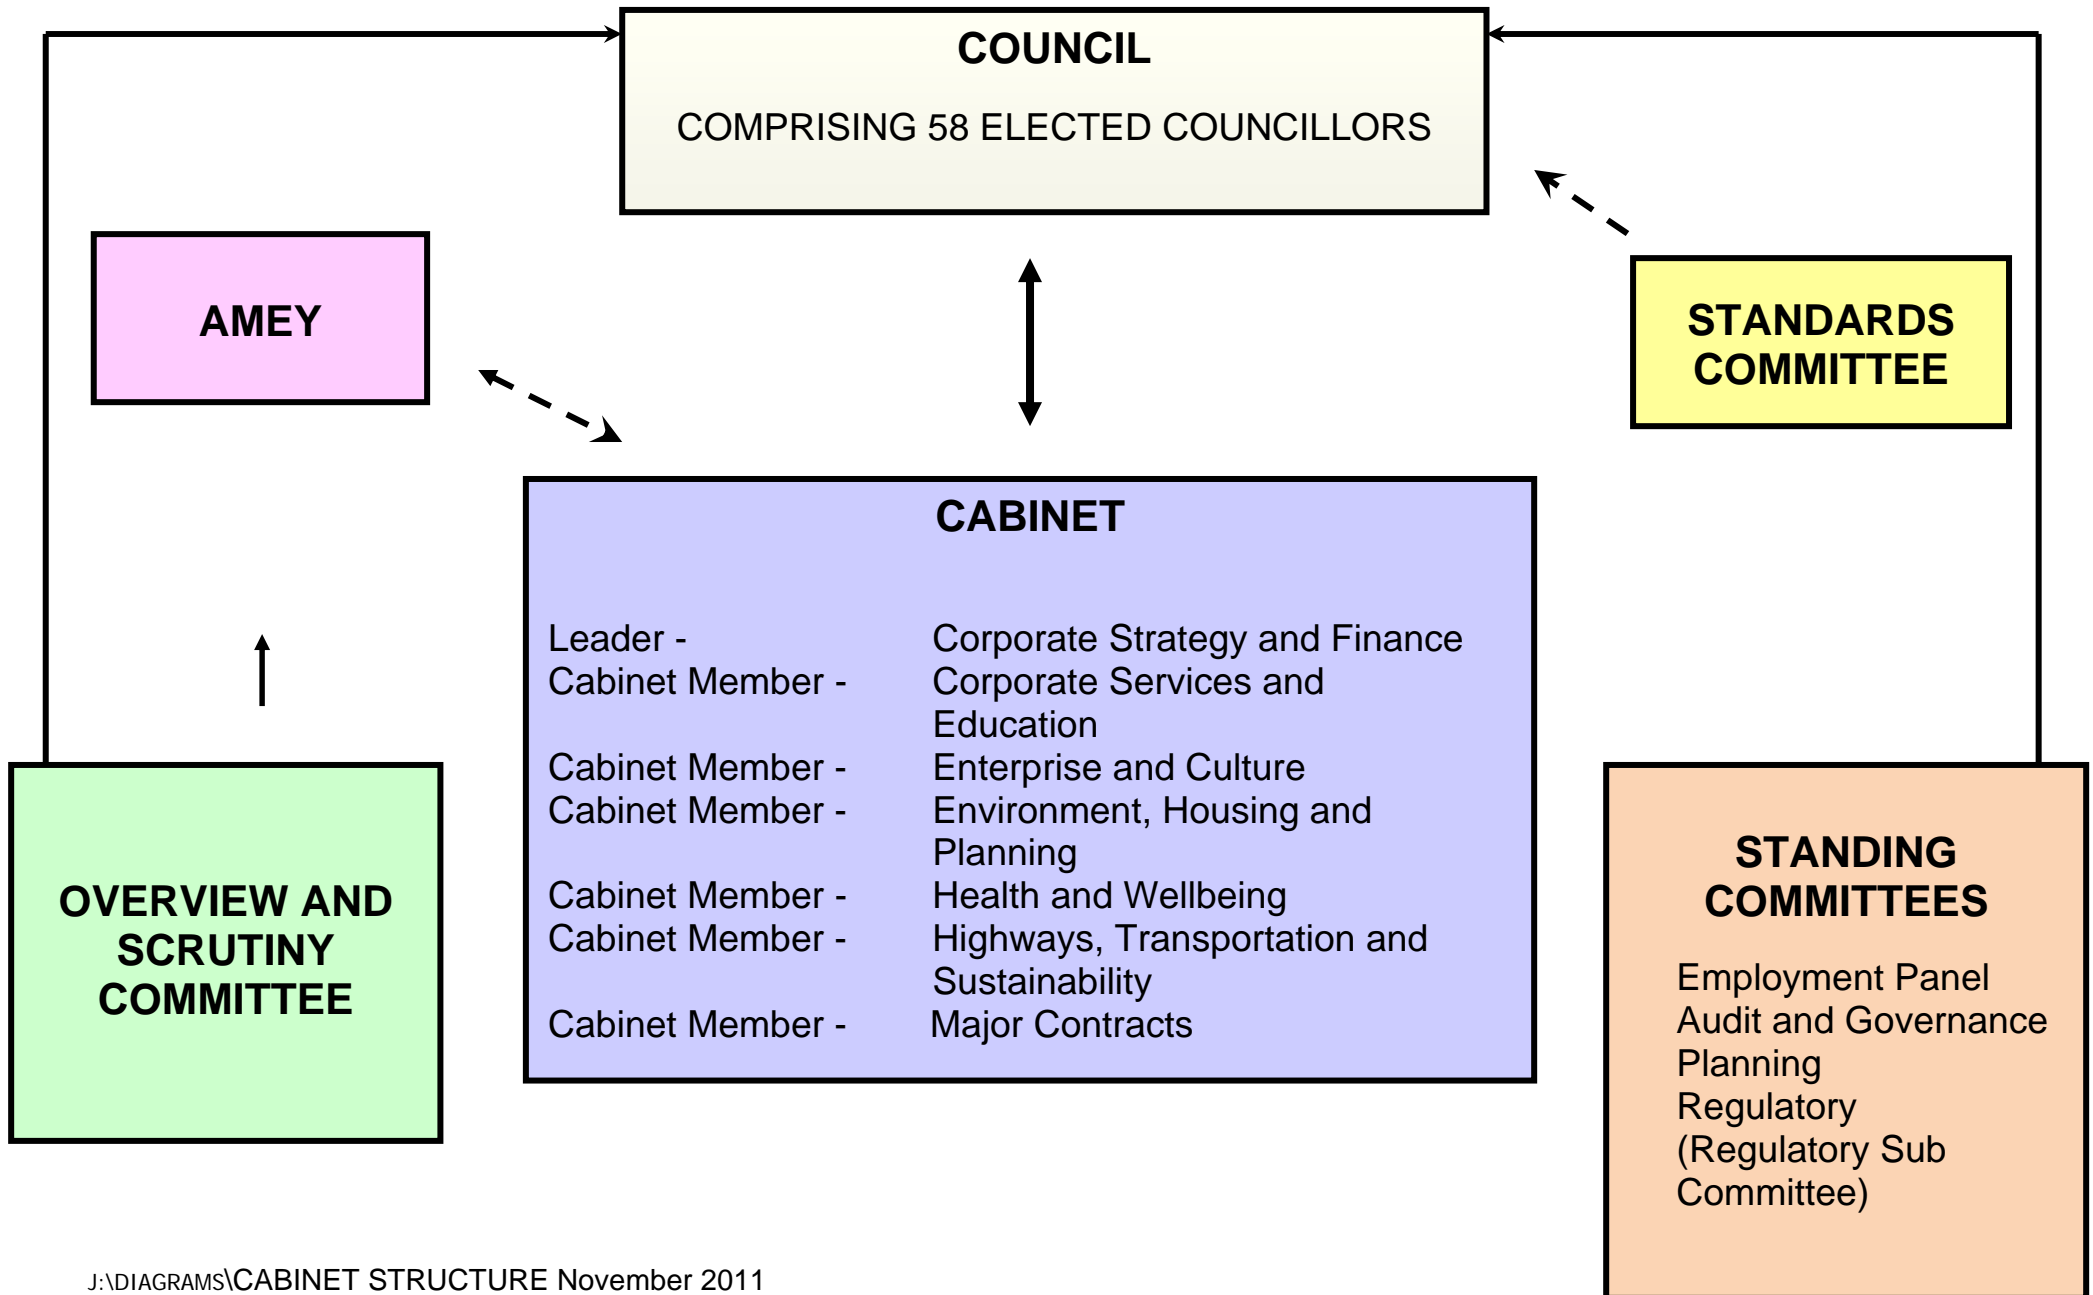 COUNCIL
COMPRISING 58 ELECTED COUNCILLORS
AMEY
STANDARDS
COMMITTEE
CABINET
Leader - Corporate Strategy and Finance
Cabinet Member - Corporate Services and
Education
Cabinet Member - Enterprise and Culture
Cabinet Member - Environment, Housing and
Planning
Cabinet Member - Health and Wellbeing
Cabinet Member - Highways, Transportation and
Sustainability
Cabinet Member - Major Contracts
OVERVIEW AND
SCRUTINY
COMMITTEE
STANDING
COMMITTEES
Employment Panel
Audit and Governance
Planning
Regulatory
(Regulatory Sub
Committee)
J:\DIAGRAMS\CABINET STRUCTURE November 2011